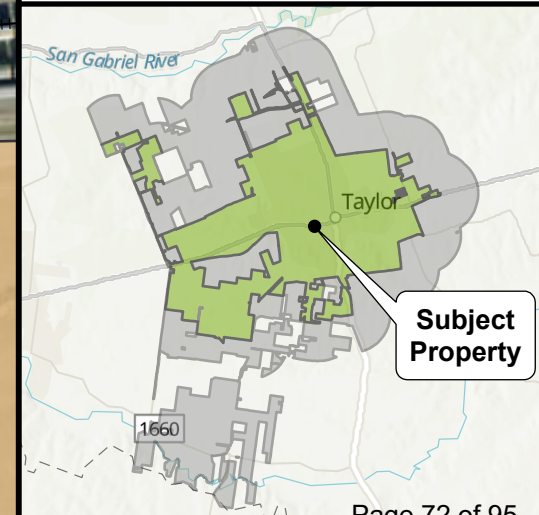 San Gabriel River
Taylor
Subject
Property
1660
Page 72 of 95